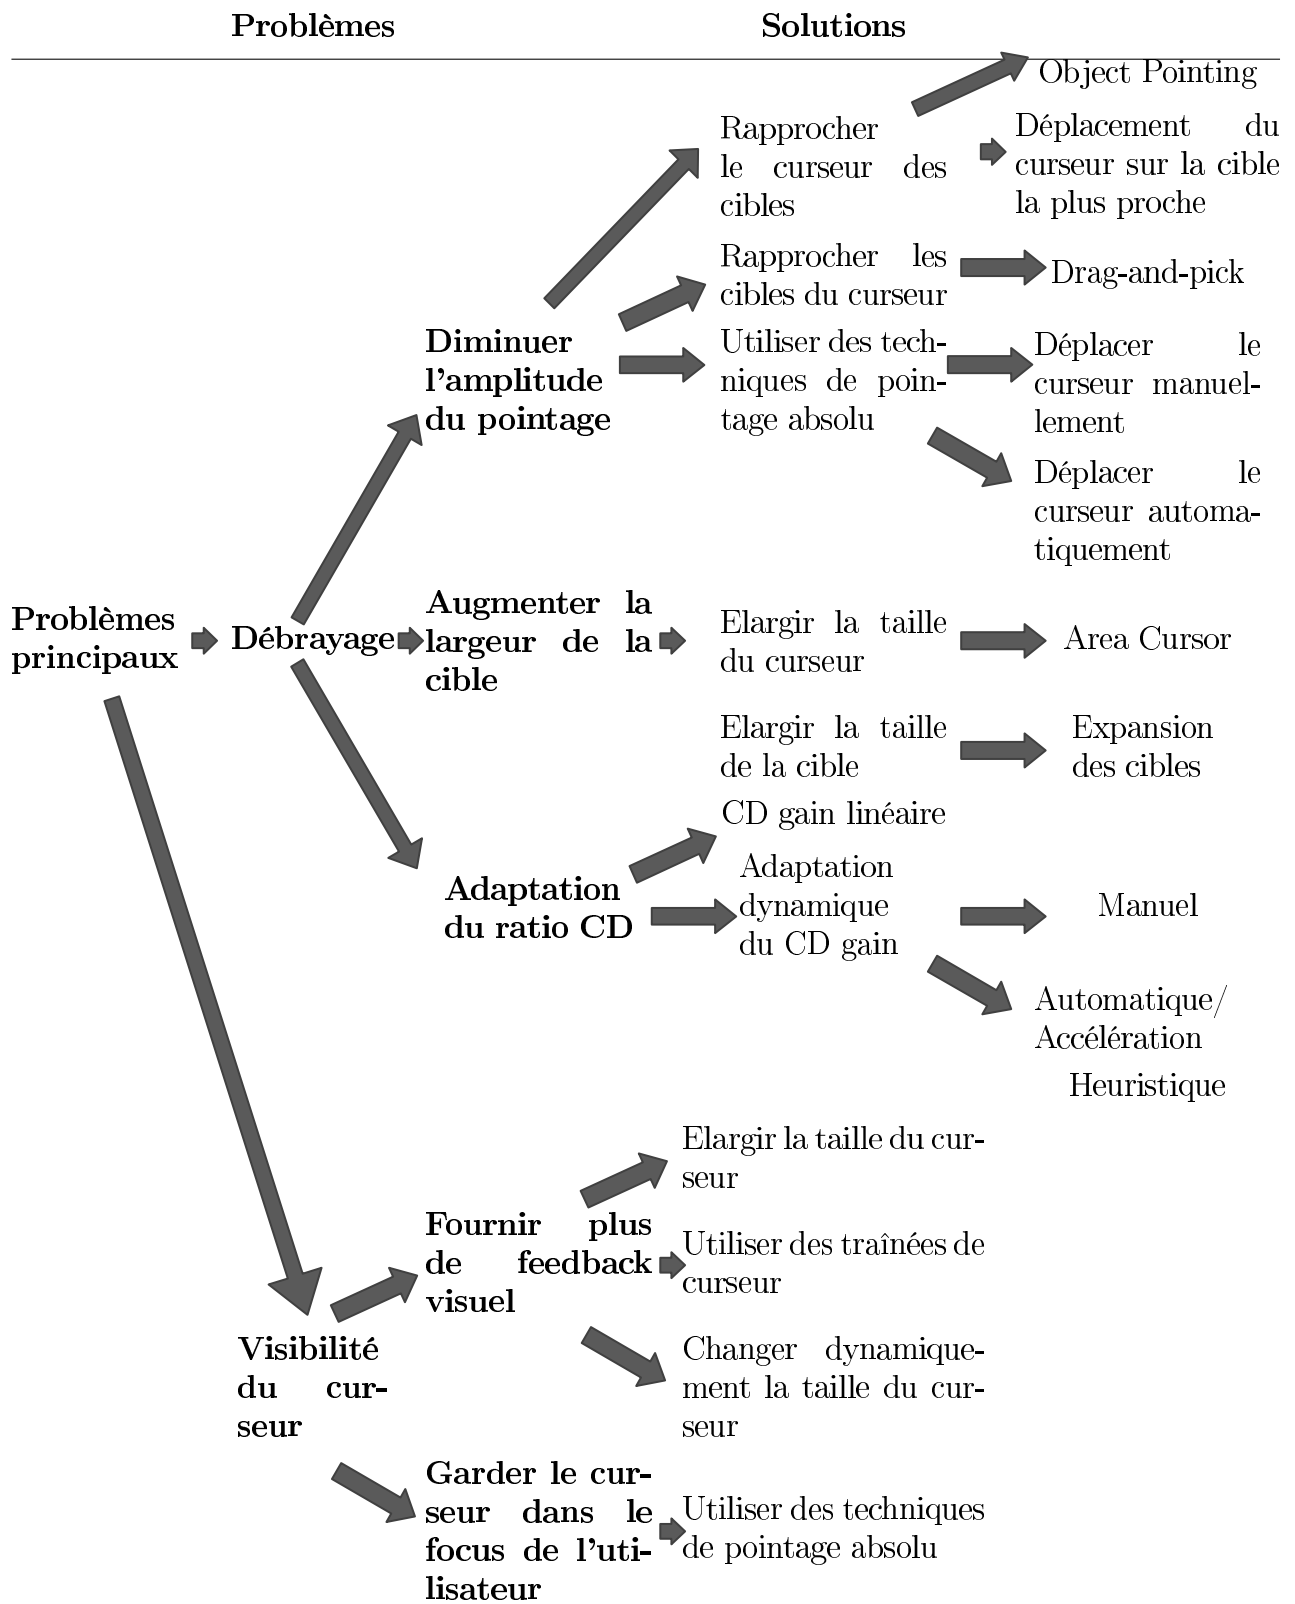 Problèmes
Solutions
Object Pointing
Rapprocher
le curseur des
cibles
Déplacement du
curseur sur la cible
la plus proche
Rapprocher les
cibles du curseur
Drag-and-pick
Diminuer
l'amplitude
du pointage
Utiliser des tech-
niques de poin-
tage absolu
Déplacer le
curseur manuel-
lement
Déplacer le
curseur automa-
tiquement
Problèmes
principaux
Débrayage
Augmenter la
largeur de la
cible
Elargir la taille
du curseur
Area Cursor
Elargir la taille
de la cible
Expansion
des cibles
CD gain linéaire
Adaptation
du ratio CD
Adaptation
dynamique
du CD gain
Manuel
Automatique/
Accélération
Heuristique
Elargir la taille du cur-
seur
Fournir plus
de feedback
visuel
Utiliser des traînées de
curseur
Visibilité
du cur-
seur
Changer dynamique-
ment la taille du cur-
seur
Garder le cur-
seur dans le
focus de l'uti-
lisateur
Utiliser des techniques
de pointage absolu